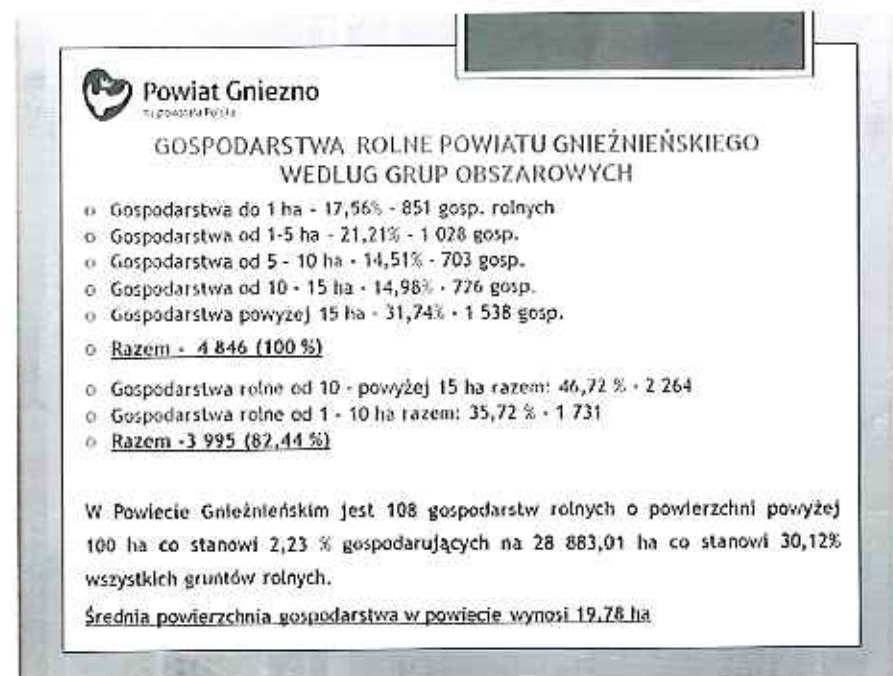 Powiat Gniezno
GOSPODARSTWA ROLNE POWIATU GNIEŹNIEŃSKIEGO
WEDŁUG GRUP OBSZAROWYCH
o Gospodarstwa do 1 ha - 17,56% - 851 gosp. rolnych
o Gospodarstwa od 1-5 ha - 21,21% - 1 028 gosp.
o Gospodarstwa od 5 - 10 ha - 14,51% - 703 gosp.
o Gospodarstwa od 10 - 15 ha - 14,98% - 726 gosp.
o Gospodarstwa powyżej 15 ha - 31,74% - 1 538 gosp.
o Razem - 4 846 (100 %)
o Gospodarstwa rolne od 10 - powyżej 15 ha razem: 46,72 % - 2 264
o Gospodarstwa rolne od 1 - 10 ha razem: 35,72 % - 1 731
o Razem -3 995 (82,44 %)
W Powiecie Gnieźnieńskim jest 108 gospodarstw rolnych o powierzchni powyżej
100 ha co stanowi 2,23 % gospodarujących na 28 883,01 ha co stanowi 30,12%
wszystkich gruntów rolnych.
Średnia powierzchnia gospodarstwa w powiecie wynosi 19,78 ha